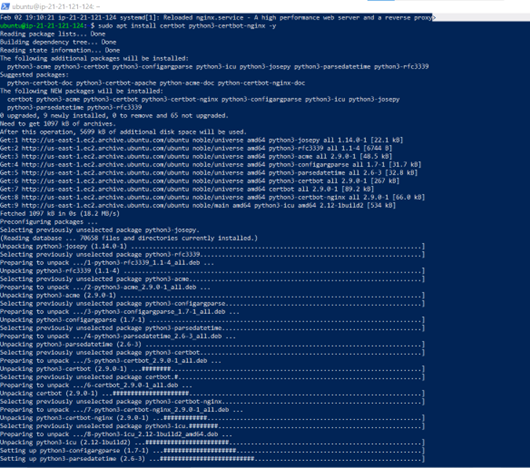 ubuntu@ip-21-21-121-124: ~
Feb 02 19:10:21 ip-21-21-121-124 systemd[1]: Reloaded nginx.service - A high performance web server and a reverse proxy>
ubuntu@ip-21-21-121-124:~$ sudo apt install certbot python3-certbot-nginx -y
Reading package lists... Done
Building dependency tree... Done
Reading state information... Done
The following additional packages will be installed:
  python3-acme python3-certbot python3-configargparse python3-icu python3-josepy python3-parsedatetime python3-rfc3339
Suggested packages:
  python-certbot-doc python3-certbot-apache python-acme-doc python-certbot-nginx-doc
The following NEW packages will be installed:
  certbot python3-acme python3-certbot python3-certbot-nginx python3-configargparse python3-icu python3-josepy
  python3-parsedatetime python3-rfc3339
0 upgraded, 9 newly installed, 0 to remove and 65 not upgraded.
Need to get 1097 kB of archives.
After this operation, 5699 kB of additional disk space will be used.
Get:1 http://us-east-1.ec2.archive.ubuntu.com/ubuntu noble/universe amd64 python3-josepy all 1.14.0-1 [22.1 kB]
Get:2 http://us-east-1.ec2.archive.ubuntu.com/ubuntu noble/universe amd64 python3-rfc3339 all 1.1-4 [6744 B]
Get:3 http://us-east-1.ec2.archive.ubuntu.com/ubuntu noble/universe amd64 python3-acme all 2.9.0-1 [48.5 kB]
Get:4 http://us-east-1.ec2.archive.ubuntu.com/ubuntu noble/universe amd64 python3-configargparse all 1.7-1 [31.7 kB]
Get:5 http://us-east-1.ec2.archive.ubuntu.com/ubuntu noble/universe amd64 python3-parsedatetime all 2.6-3 [32.8 kB]
Get:6 http://us-east-1.ec2.archive.ubuntu.com/ubuntu noble/universe amd64 python3-certbot all 2.9.0-1 [267 kB]
Get:7 http://us-east-1.ec2.archive.ubuntu.com/ubuntu noble/universe amd64 certbot all 2.9.0-1 [89.2 kB]
Get:8 http://us-east-1.ec2.archive.ubuntu.com/ubuntu noble/universe amd64 python3-certbot-nginx all 2.9.0-1 [66.0 kB]
Get:9 http://us-east-1.ec2.archive.ubuntu.com/ubuntu noble/main amd64 python3-icu amd64 2.12-1build2 [534 kB]
Fetched 1097 kB in 0s (18.2 MB/s)
Preconfiguring packages ...
Selecting previously unselected package python3-josepy.
(Reading database ... 70658 files and directories currently installed.)
Unpacking python3-josepy (1.14.0-1) ......................................................................]
Selecting previously unselected package python3-rfc3339...................................................]
Preparing to unpack .../1-python3-rfc3339_1.1-4_all.deb ...
Unpacking python3-rfc3339 (1.1-4) ........................................................................]
Selecting previously unselected package python3-acme......................................................]
Preparing to unpack .../2-python3-acme_2.9.0-1_all.deb ...
Unpacking python3-acme (2.9.0-1) .........................................................................]
Selecting previously unselected package python3-configargparse............................................]
Preparing to unpack .../3-python3-configargparse_1.7-1_all.deb ...
Unpacking python3-configargparse (1.7-1) .................................................................]
Selecting previously unselected package python3-parsedatetime.............................................]
Preparing to unpack .../4-python3-parsedatetime_2.6-3_all.deb ...
Unpacking python3-parsedatetime (2.6-3) ..................................................................]
Selecting previously unselected package python3-certbot...................................................]
Preparing to unpack .../5-python3-certbot_2.9.0-1_all.deb ...
Unpacking python3-certbot (2.9.0-1) ...########...........................................................]
Selecting previously unselected package certbot.#.........................................................]
Preparing to unpack .../6-certbot_2.9.0-1_all.deb ...
Unpacking certbot (2.9.0-1) ...#####################......................................................]
Selecting previously unselected package python3-certbot-nginx.............................................]
Preparing to unpack .../7-python3-certbot-nginx_2.9.0-1_all.deb ...
Unpacking python3-certbot-nginx (2.9.0-1) ...############.................................................]
Selecting previously unselected package python3-icu.########..............................................]
Preparing to unpack .../8-python3-icu_2.12-1build2_amd64.deb ...
Unpacking python3-icu (2.12-1build2) ...##################................................................]
Setting up python3-configargparse (1.7-1) ...#####################........................................]
Setting up python3-parsedatetime (2.6-3) ...##########################....................................]